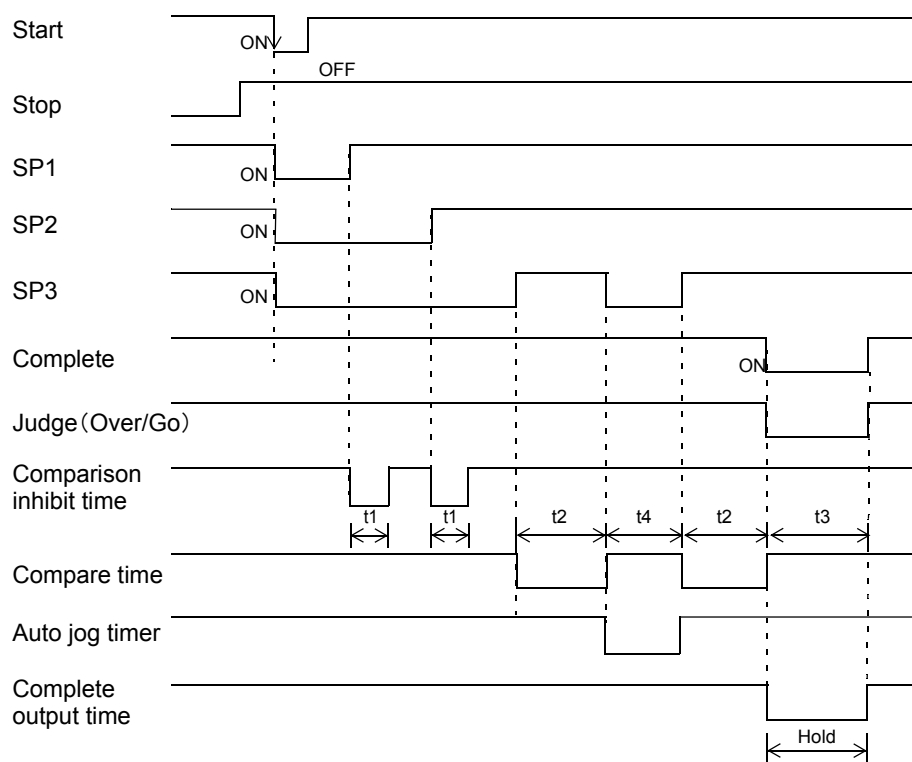 Start
ON
OFF
Stop
SP1
ON
SP2
ON
SP3
ON
Complete
ON
Judge（Over/Go）
Comparison
inhibit time
t1
t1
t2
t4
t2
t3
Compare time
Auto jog timer
Complete
output time
Hold